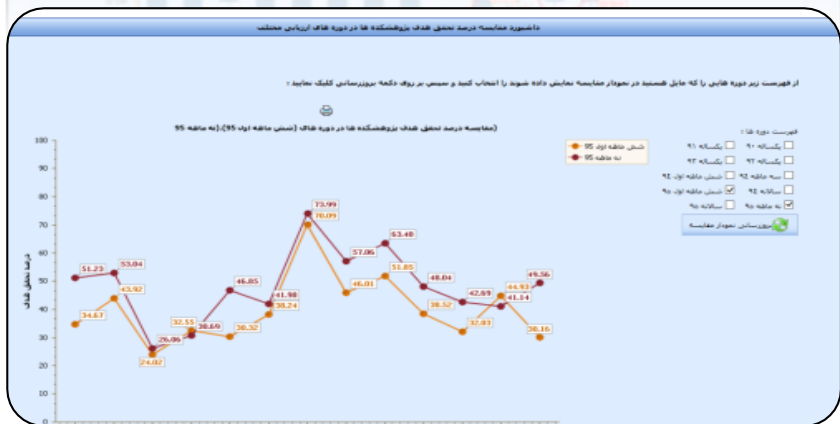 داشبورد مقایسه درصد تحقق هدف پژوهشکده ها در دوره های ارزیابی مختلف
از فهرست زیر دوره هایی را که مایل هستید در نمودار مقایسه نمایش داده شوند را انتخاب کنید و سپس بر روی دکمه بروزرسانی کلیک نمایید :
فهرست دوره ها :
یکساله ۹۰ یکساله ۹۱
یکساله ۹۲ یکساله ۹۳
سه ماهه ۹۴ شش ماهه اول ۹۴
سالانه ۹۴ شش ماهه اول ۹۵
نه ماهه ۹۵ سالانه ۹۵
بروزرسانی نمودار مقایسه
(مقایسه درصد تحقق هدف پژوهشکده ها در دوره های (شش ماهه اول 95),(نه ماهه 95
شش ماهه اول 95
نه ماهه 95
درصد تحقق هدف
100
90
80
70
60
50
40
30
20
10
0
51.23 53.04 26.06 30.69 46.85 41.98 73.99 57.06 63.48 48.04 42.69 41.14 49.56
34.67 43.92 24.02 32.55 30.32 38.24 70.09 46.01 51.85 38.52 32.03 44.93 30.16